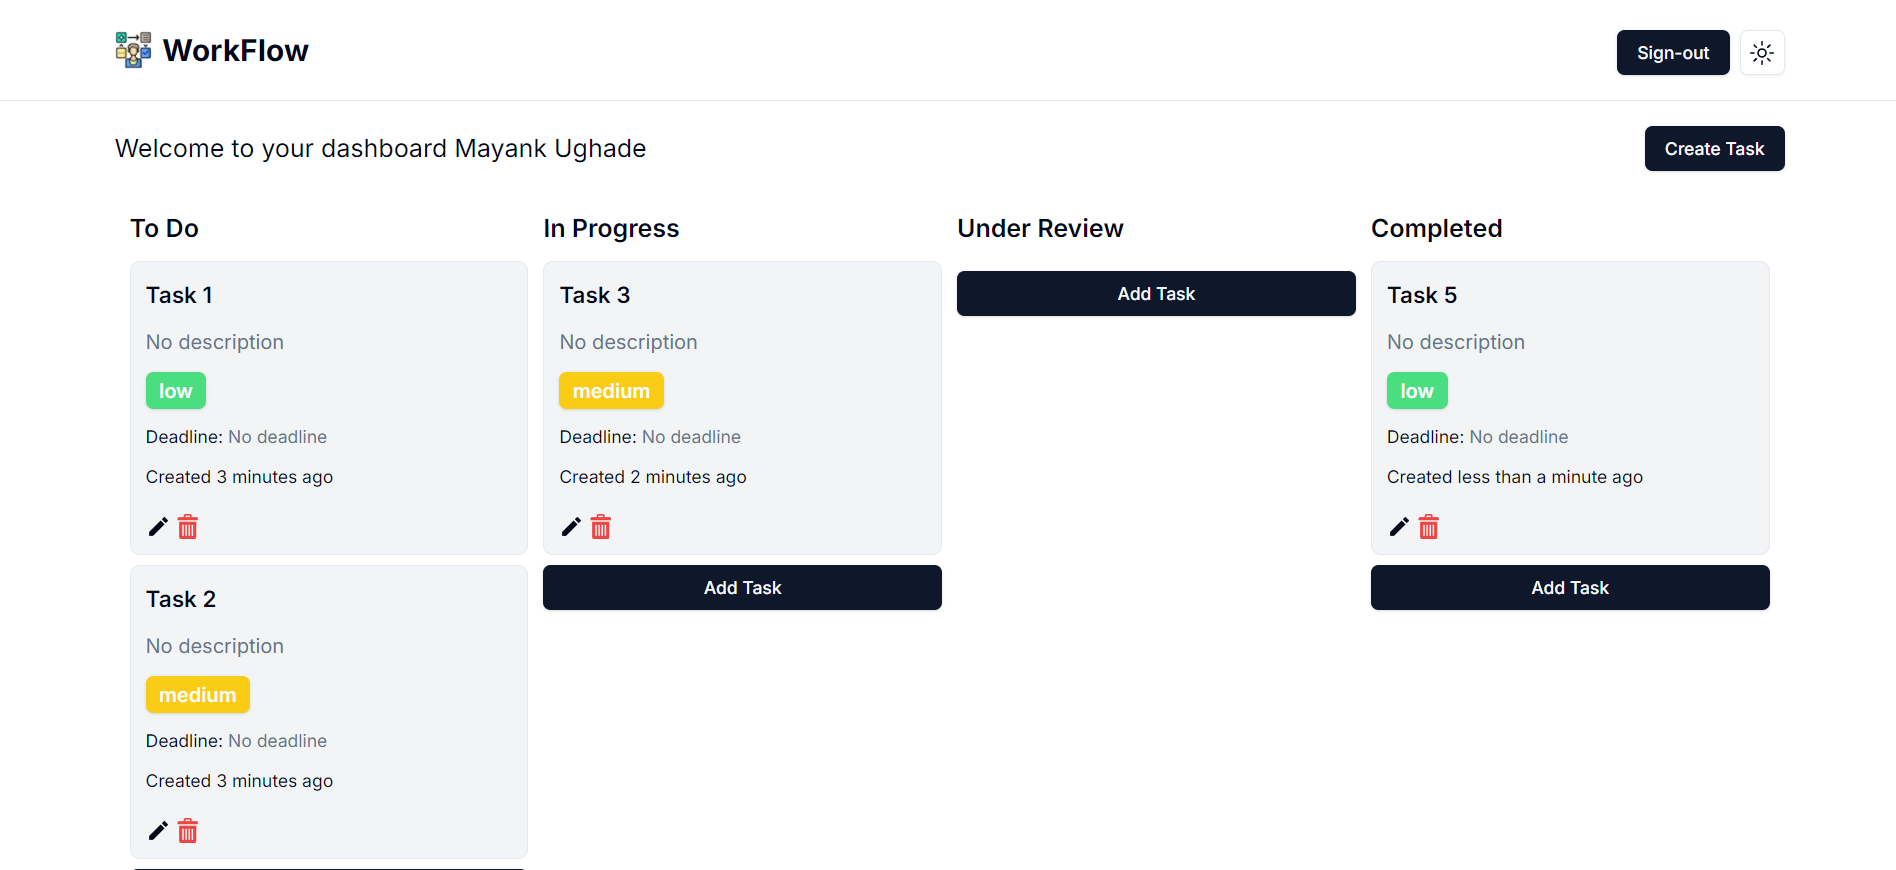 WorkFlow
Sign-out
Welcome to your dashboard Mayank Ughade
Create Task
To Do
Task 1
No description
low
Deadline: No deadline
Created 3 minutes ago
Task 2
No description
medium
Deadline: No deadline
Created 3 minutes ago
In Progress
Task 3
No description
medium
Deadline: No deadline
Created 2 minutes ago
Add Task
Under Review
Add Task
Completed
Task 5
No description
low
Deadline: No deadline
Created less than a minute ago
Add Task